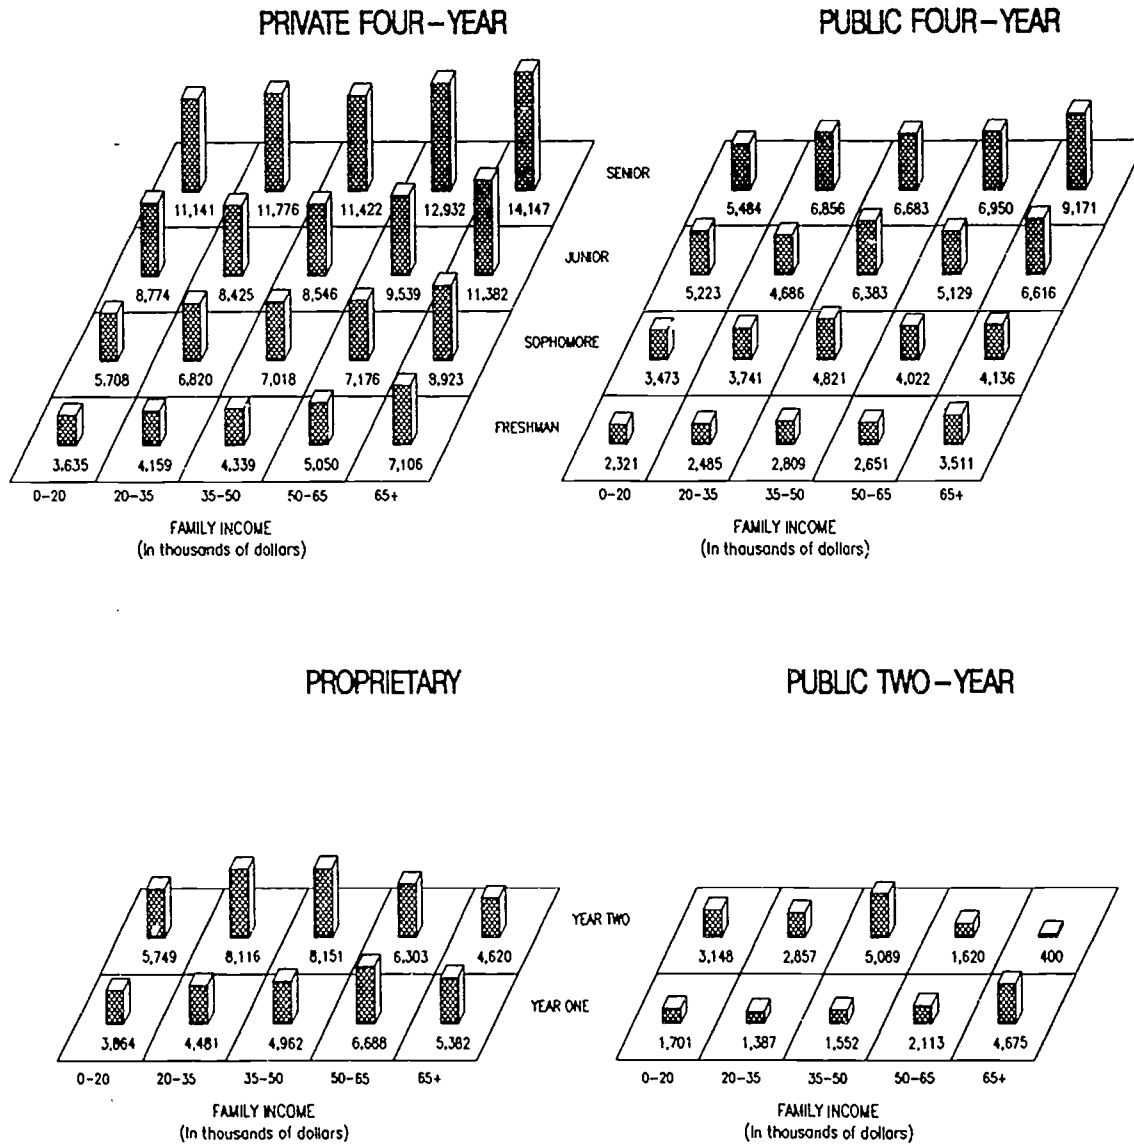 PRIVATE FOUR-YEAR
PUBLIC FOUR-YEAR
SENIOR
11,141 11,776 11,422 12,932 14,147
5,484 6,856 6,683 6,950 9,171
JUNIOR
8,774 8,425 8,546 9,539 11,382
5,223 4,686 6,383 5,129 6,616
SOPHOMORE
5,708 6,820 7,018 7,176 9,923
3,473 3,741 4,821 4,022 4,136
FRESHMAN
3,635 4,159 4,339 5,050 7,106
2,321 2,485 2,809 2,651 3,511
0-20 20-35 35-50 50-65 65+
0-20 20-35 35-50 50-65 65+
FAMILY INCOME
(In thousands of dollars)
FAMILY INCOME
(In thousands of dollars)
PROPRIETARY
PUBLIC TWO-YEAR
YEAR TWO
5,749 8,116 8,151 6,303 4,620
3,148 2,857 5,089 1,620 400
YEAR ONE
3,864 4,481 4,962 6,688 5,382
1,701 1,387 1,552 2,113 4,675
0-20 20-35 35-50 50-65 65+
0-20 20-35 35-50 50-65 65+
FAMILY INCOME
(In thousands of dollars)
FAMILY INCOME
(In thousands of dollars)